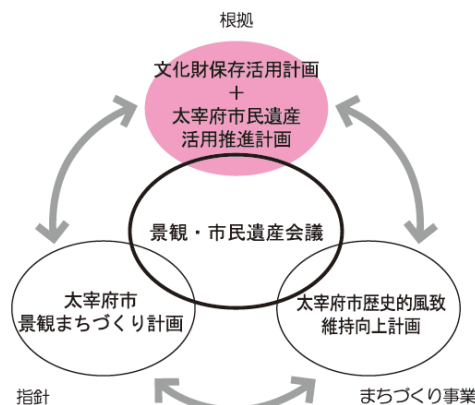 根拠
文化財保存活用計画
+
太宰府市民遺産
活用推進計画
景観・市民遺産会議
太宰府市
景観まちづくり計画
太宰府市歴史的風致
維持向上計画
指針
まちづくり事業